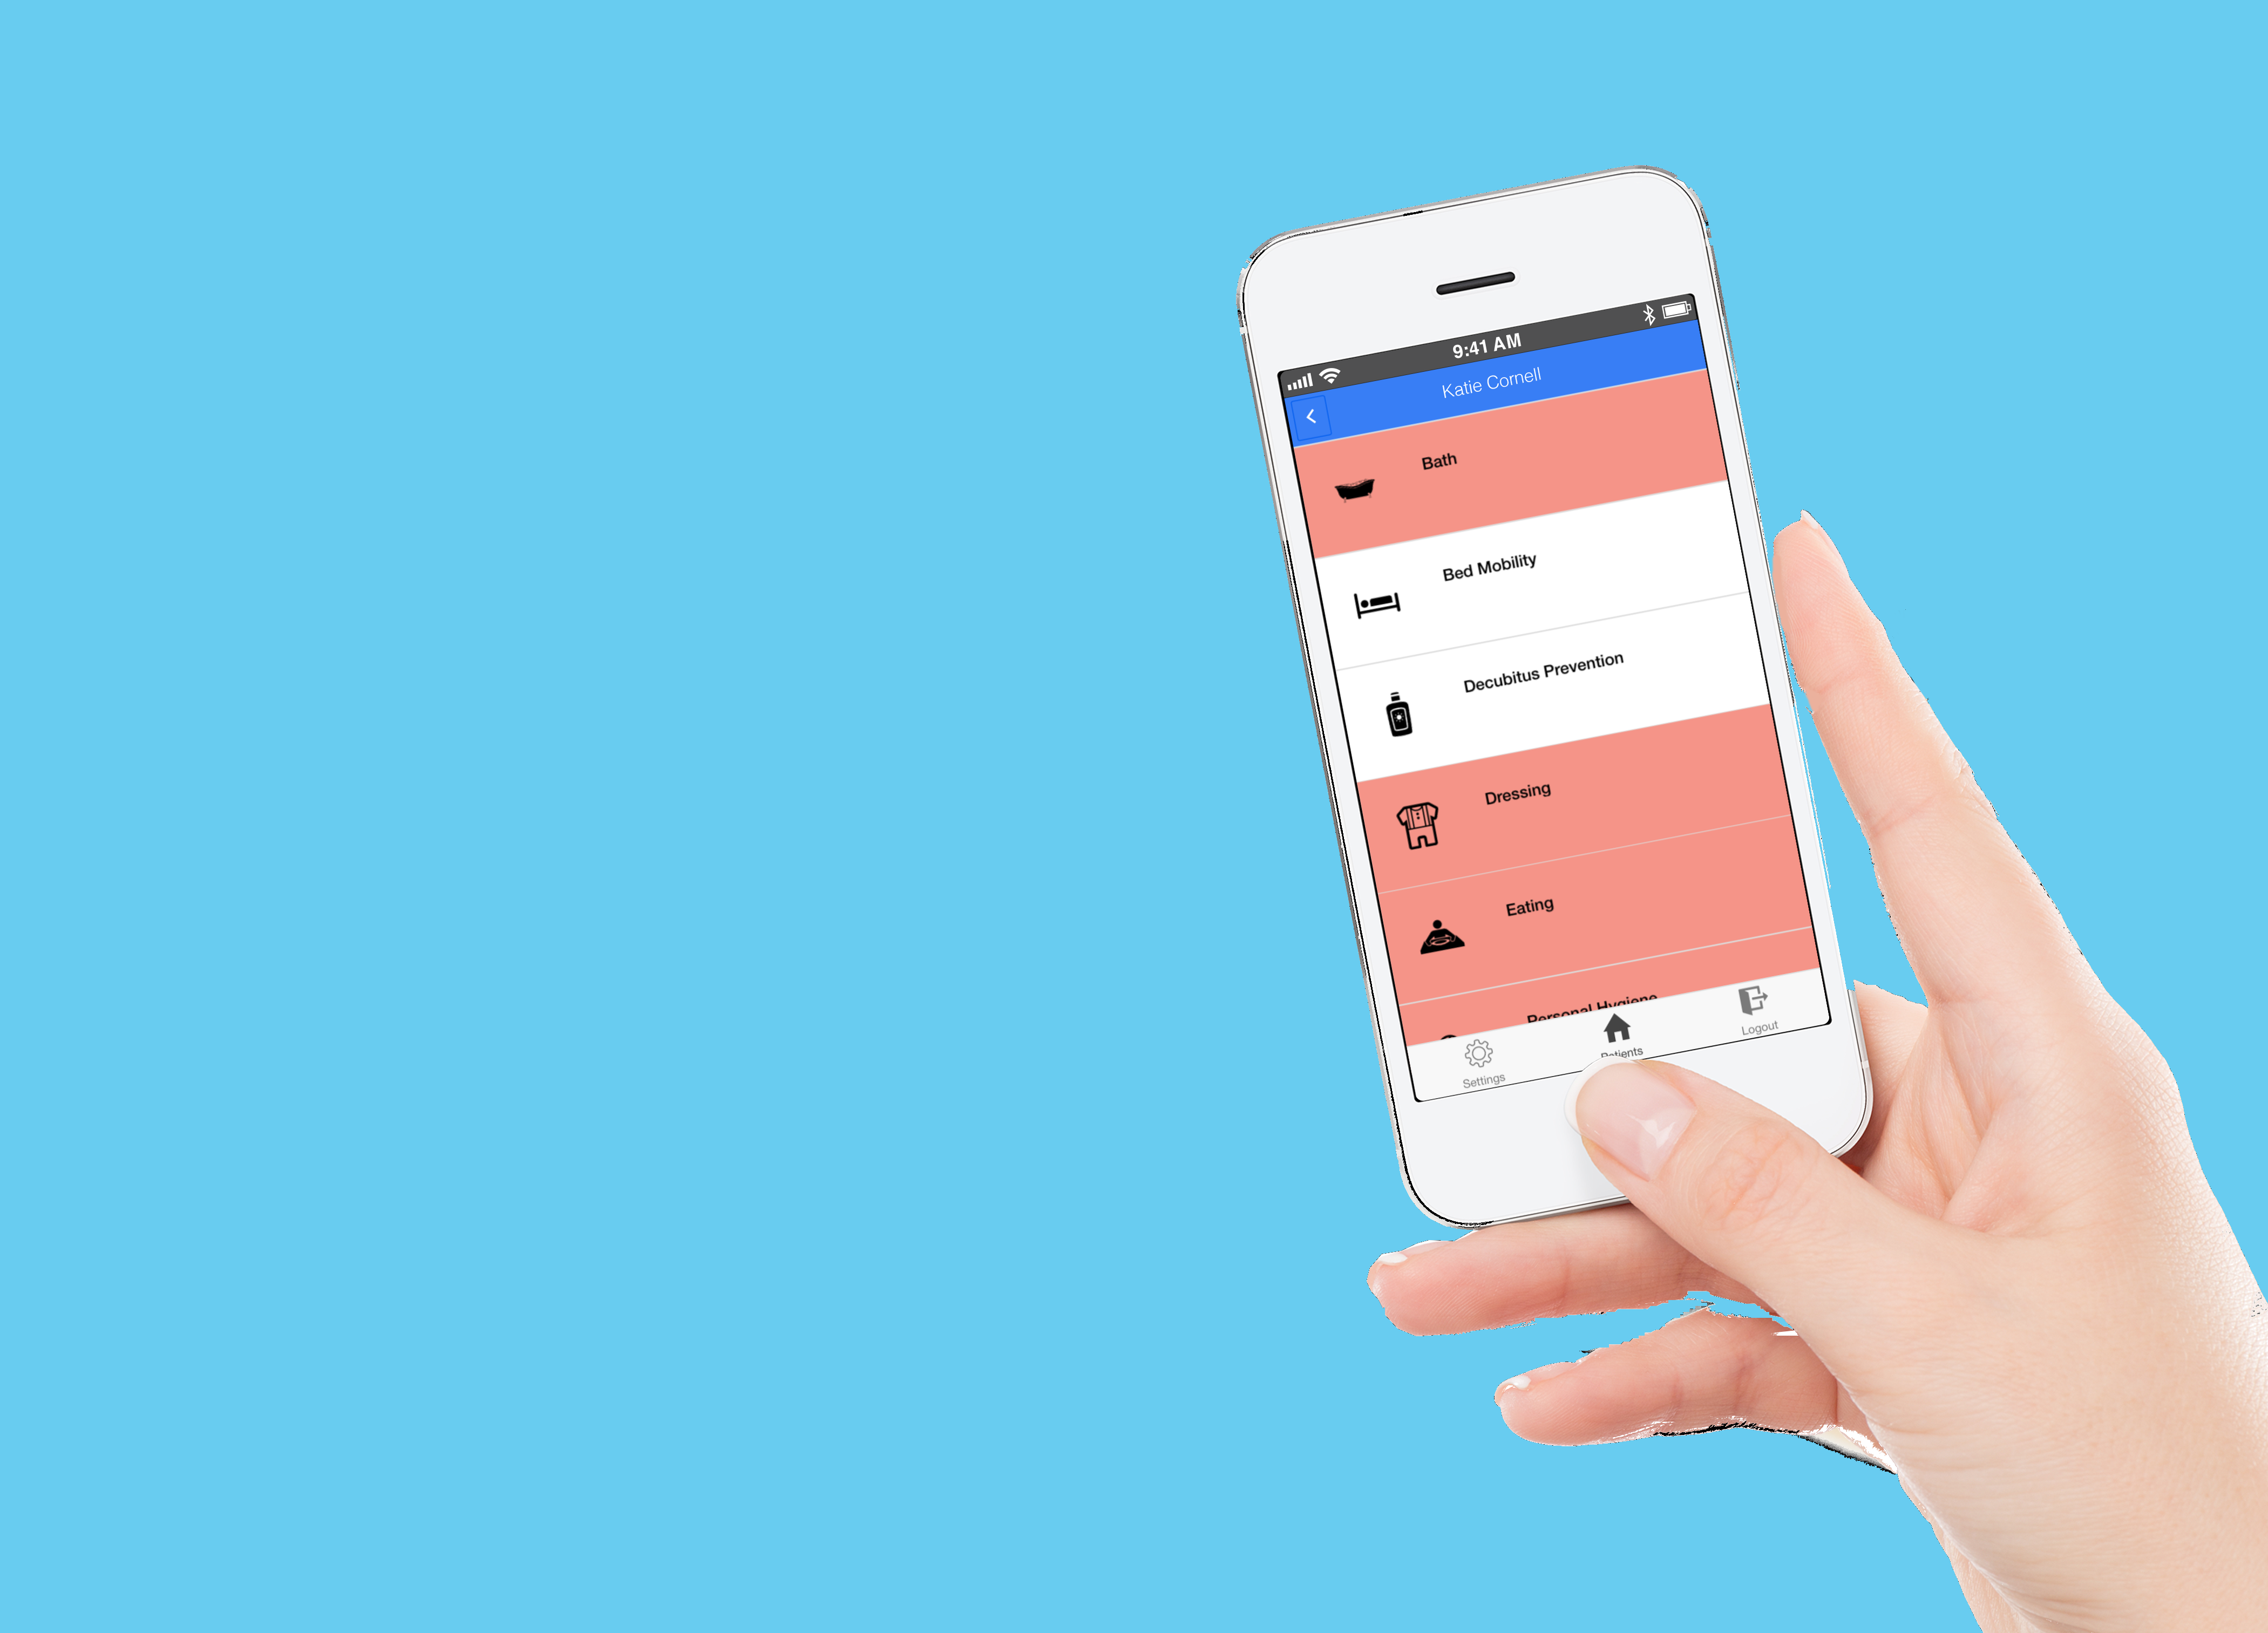 9:41 AM
Katie Cornell
Bath
Bed Mobility
Decubitus Prevention
Dressing
Eating
Personal Hygiene
Settings
Patients
Logout